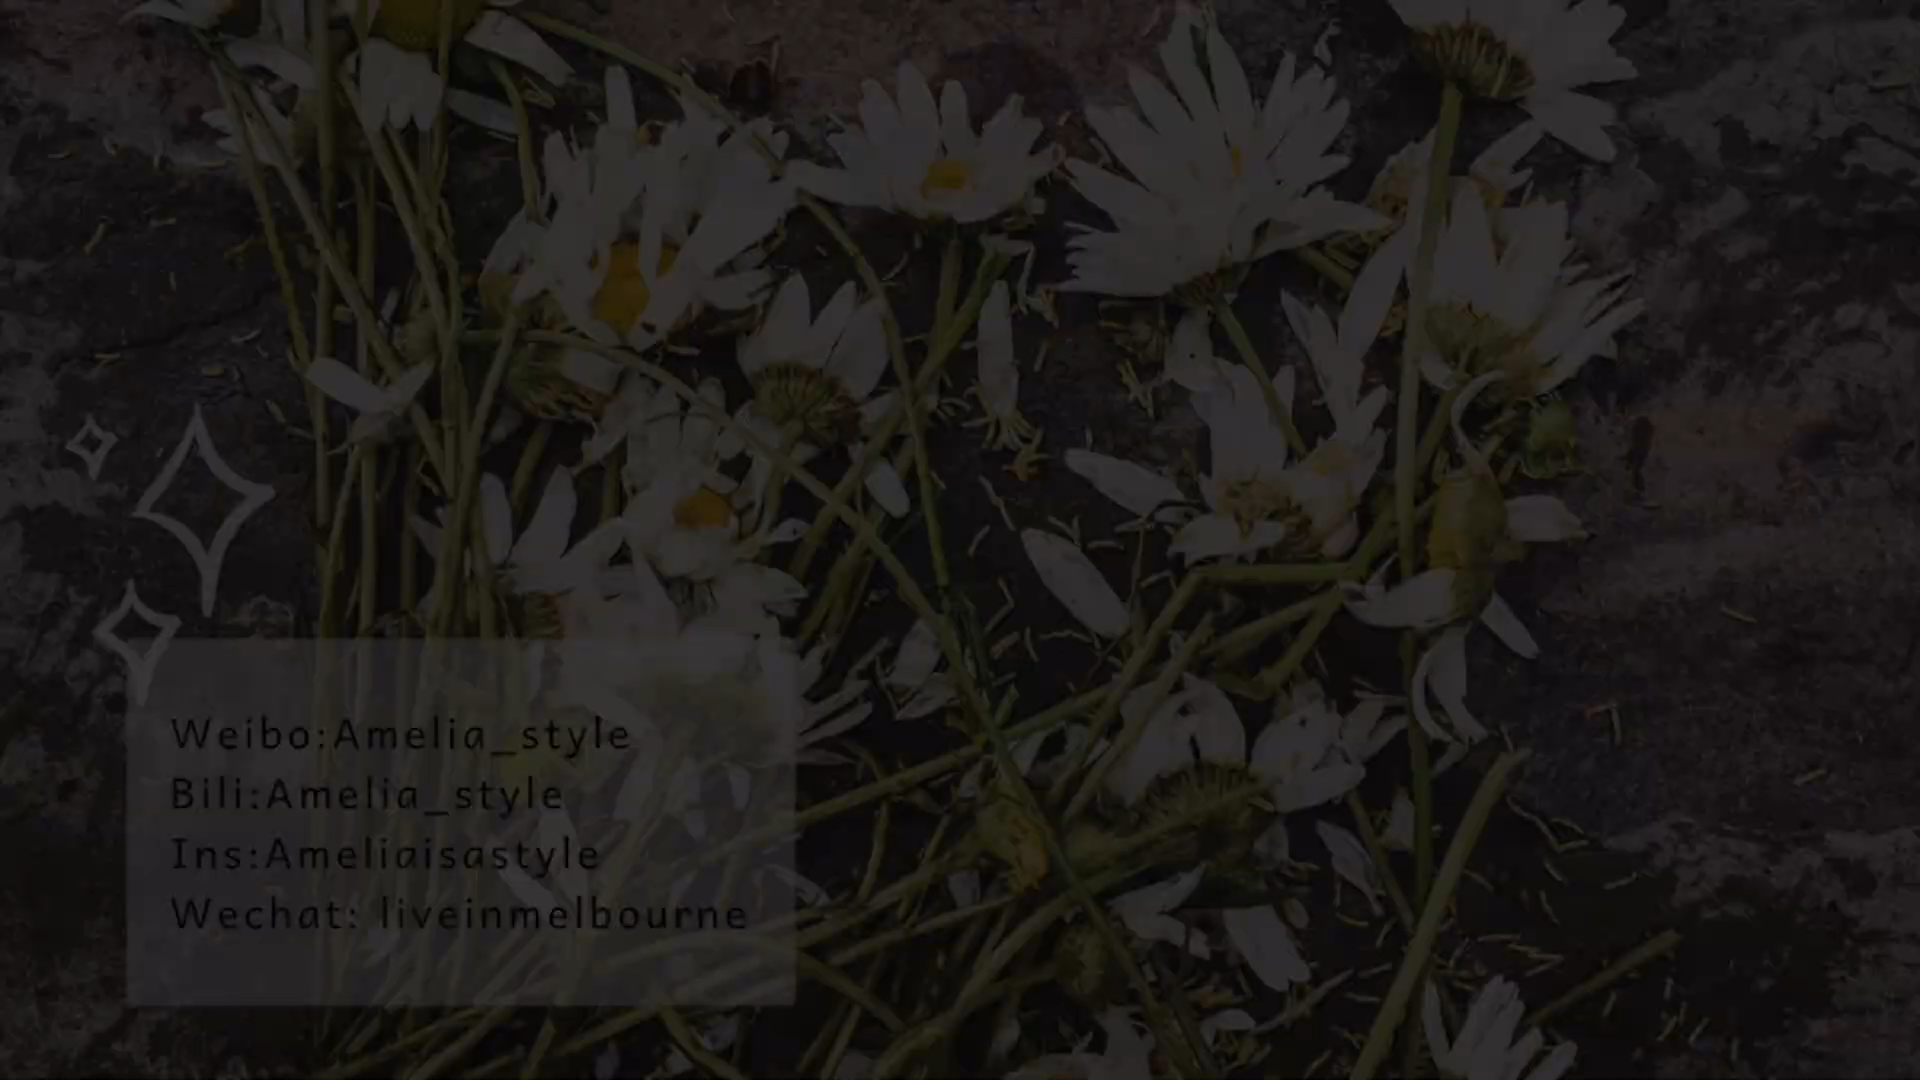 Weibo:Amelia_style
Bili:Amelia_style
Ins:Ameliaisastyle
Wechat: liveinmelbourne